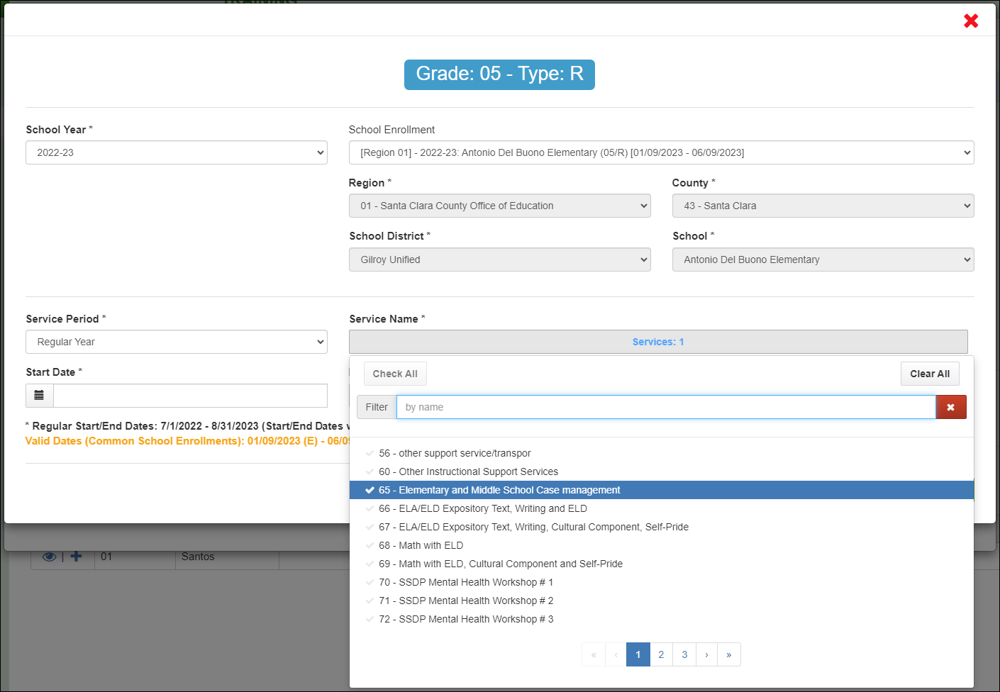 TRAINING
Grade: 05 - Type: R
School Year *
School Enrollment
2022-23
[Region 01] - 2022-23: Antonio Del Buono Elementary (05/R) [01/09/2023 - 06/09/2023]
Region *
County *
01 - Santa Clara County Office of Education
43 - Santa Clara
School District *
School *
Gilroy Unified
Antonio Del Buono Elementary
Service Period *
Service Name *
Regular Year
Services: 1
Start Date *
Check All
Clear All
Filter
by name
* Regular Start/End Dates: 7/1/2022 - 8/31/2023 (Start/End Dates
Valid Dates (Common School Enrollments): 01/09/2023 (E) - 06/0
56 - other support service/transpor
60 - Other Instructional Support Services
65 - Elementary and Middle School Case management
66 - ELA/ELD Expository Text, Writing and ELD
67 - ELA/ELD Expository Text, Writing, Cultural Component, Self-Pride
68 - Math with ELD
69 - Math with ELD, Cultural Component and Self-Pride
70 - SSDP Mental Health Workshop # 1
71 - SSDP Mental Health Workshop # 2
72 - SSDP Mental Health Workshop # 3
01
Santos
« ‹ 1 2 3 › »